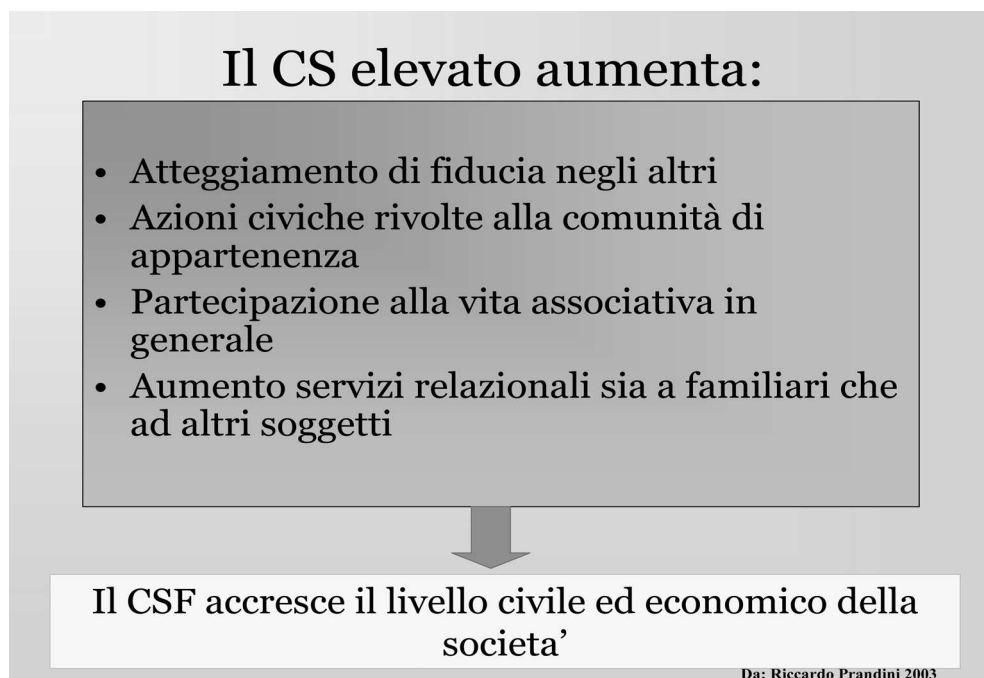 Il CS elevato aumenta:
• Atteggiamento di fiducia negli altri
• Azioni civiche rivolte alla comunità di
appartenenza
• Partecipazione alla vita associativa in
generale
• Aumento servizi relazionali sia a familiari che
ad altri soggetti
Il CSF accresce il livello civile ed economico della
societa’
Da: Riccardo Prandini 2003